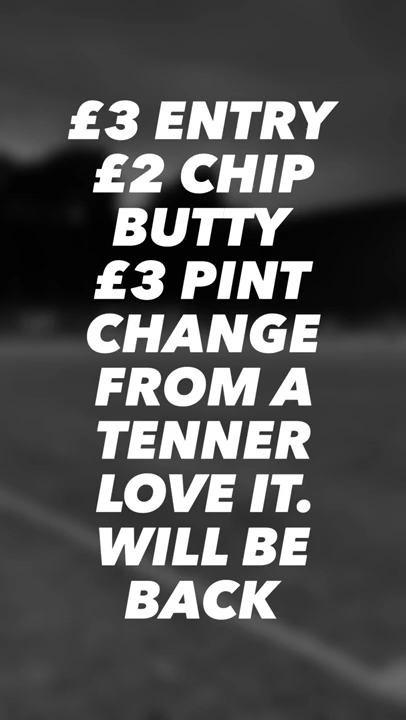 £3 ENTRY
£2 CHIP
BUTTY
£3 PINT
CHANGE
FROM A
TENNER
LOVE IT.
WILL BE
BACK